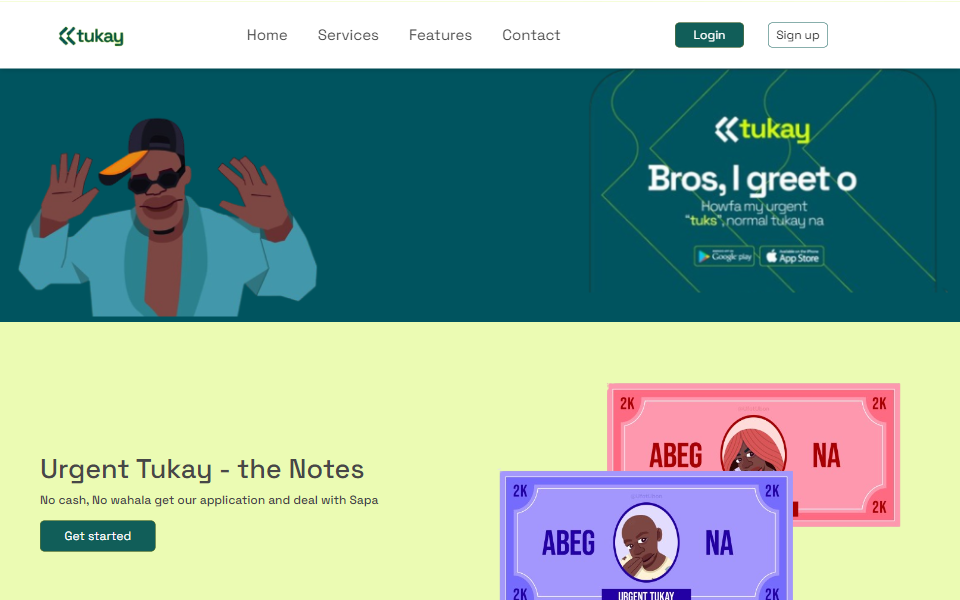 tukay
Home
Services
Features
Contact
Login
Sign up
tukay
Bros, I greet o
Howfa my urgent
“tuks”, normal tukay na
Google play
App Store
Urgent Tukay - the Notes
No cash, No wahala get our application and deal with Sapa
Get started
2K
2K
ABEG
NA
2K
2K
2K
ABEG
NA
2K
URGENT TUKAY
2K